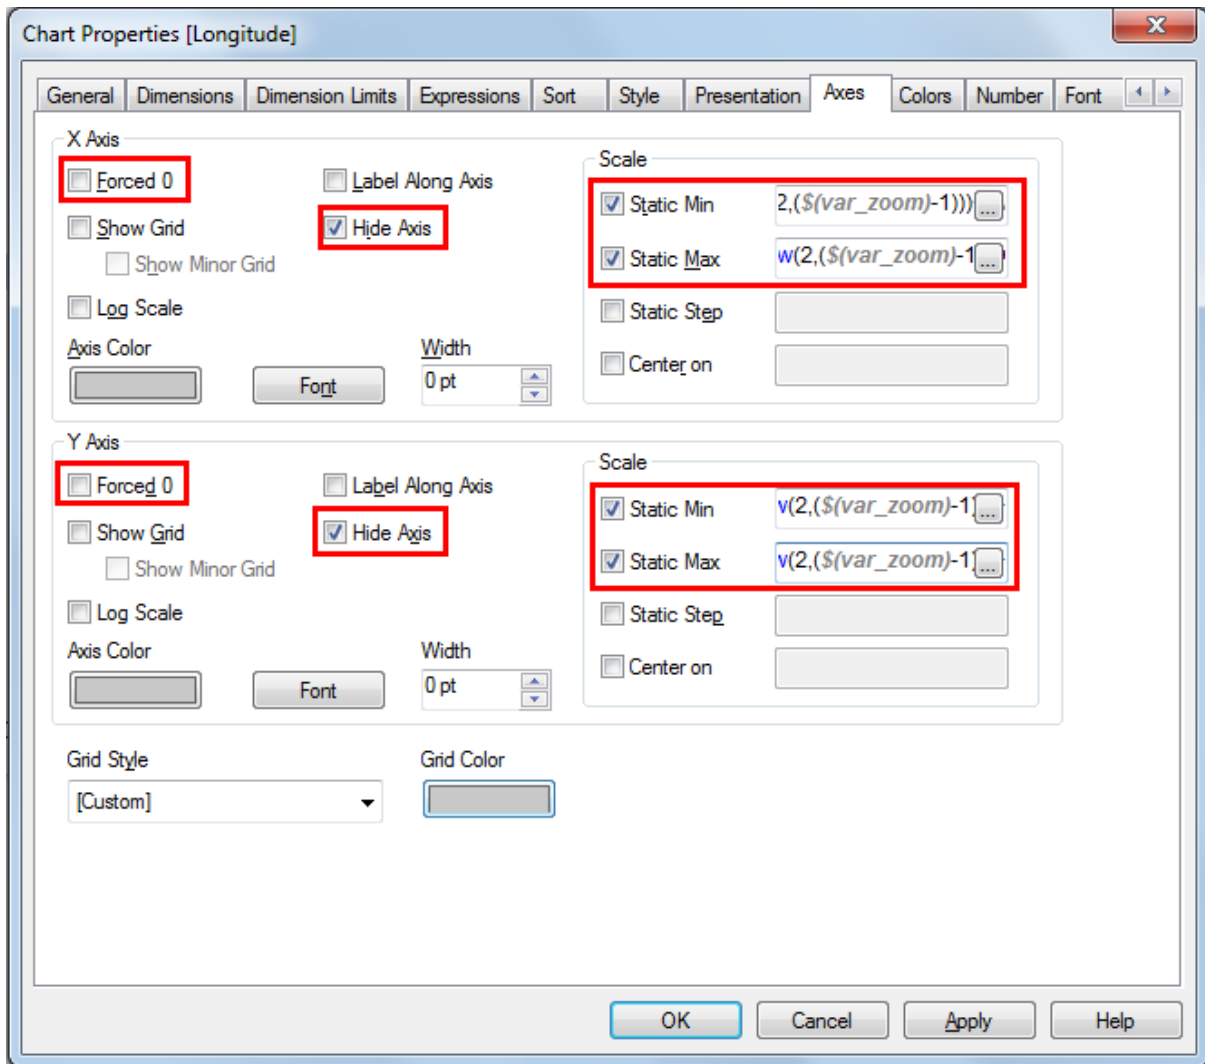 Chart Properties [Longitude]
General Dimensions Dimension Limits Expressions Sort Style Presentation Axes Colors Number Font
X Axis
Forced 0
Label Along Axis
Show Grid
Hide Axis
Show Minor Grid
Log Scale
Axis Color
Width
Font
0 pt
Scale
Static Min
2,($(var_zoom)-1)))
...
Static Max
w(2,($(var_zoom)-1
...
Static Step
Center on
Y Axis
Forced 0
Label Along Axis
Show Grid
Hide Axis
Show Minor Grid
Log Scale
Axis Color
Width
Font
0 pt
Scale
Static Min
v(2,($(var_zoom)-1)
...
Static Max
v(2,($(var_zoom)-1)
...
Static Step
Center on
Grid Style
Grid Color
[Custom]
OK Cancel Apply Help